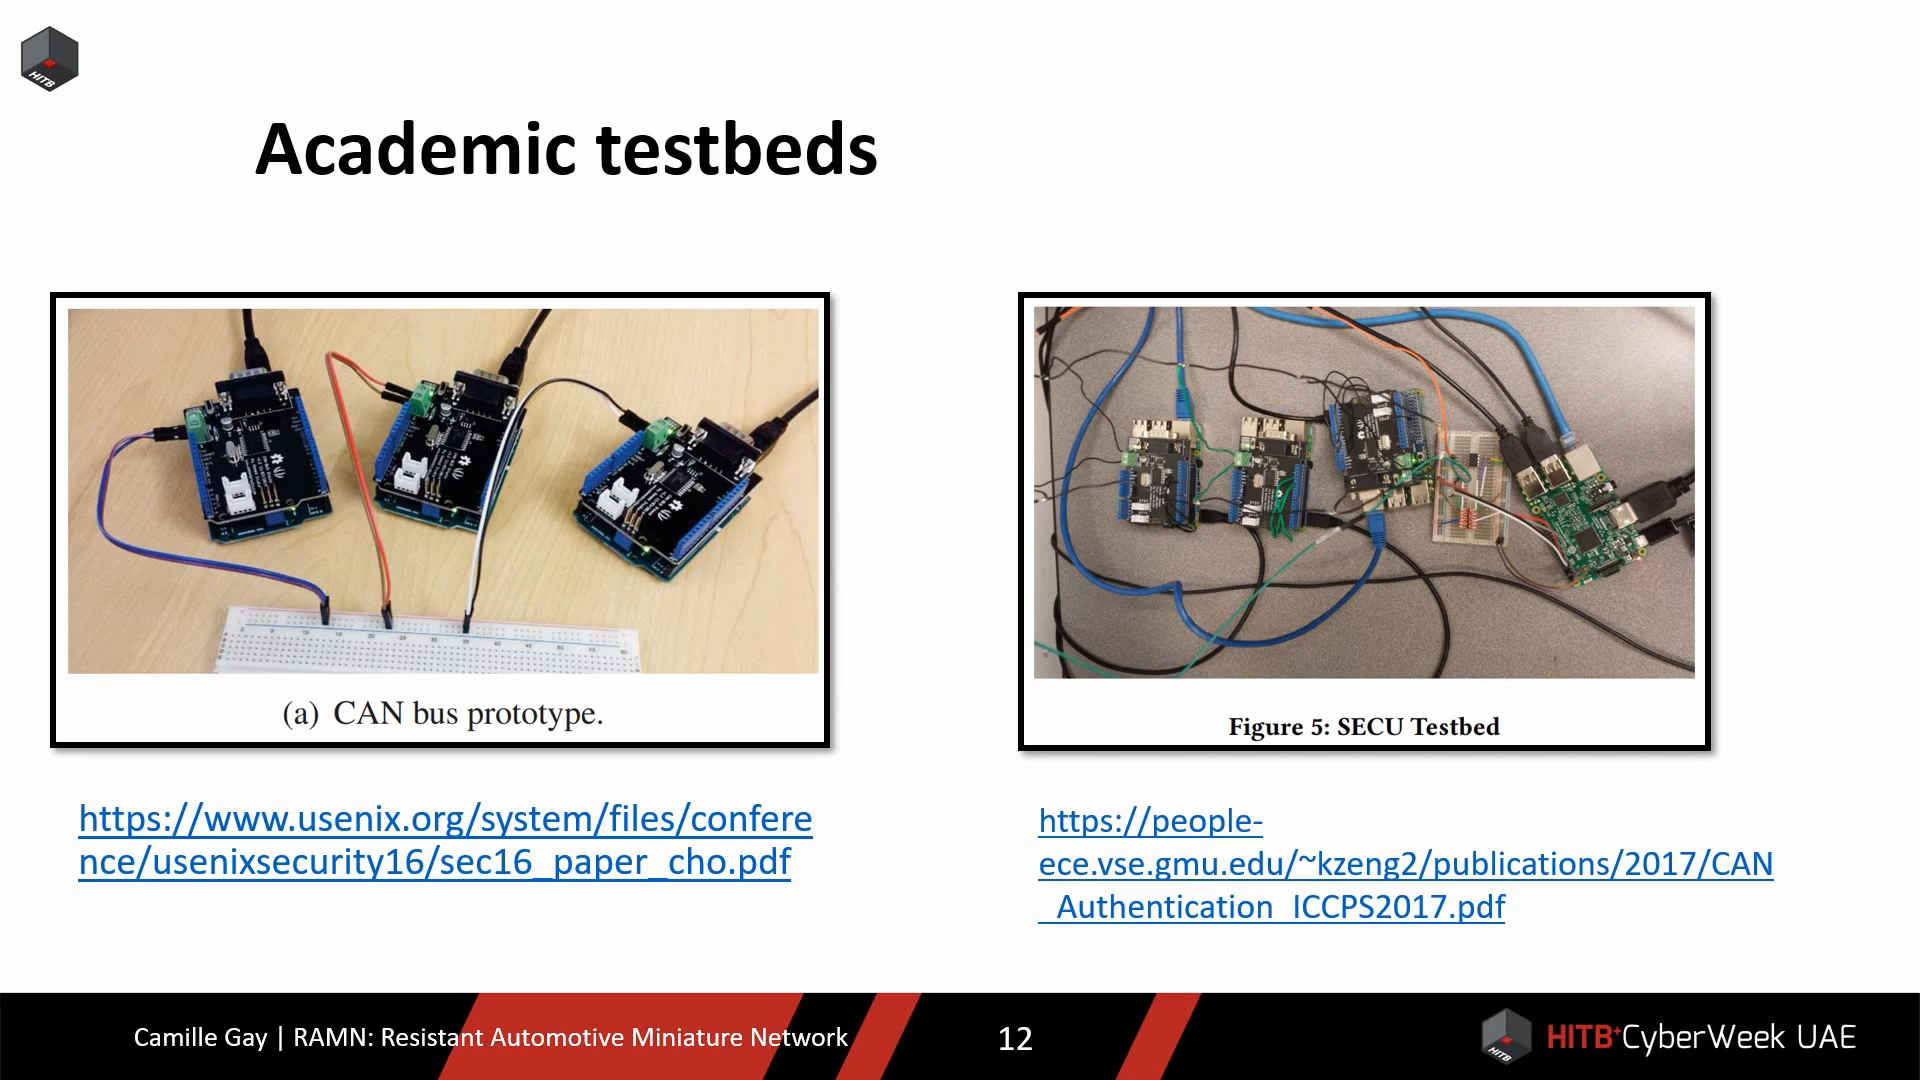 HITB
Academic testbeds
(a) CAN bus prototype.
Figure 5: SECU Testbed
https://www.usenix.org/system/files/confere
nce/usenixsecurity16/sec16_paper_cho.pdf
https://people-
ece.vse.gmu.edu/~kzeng2/publications/2017/CAN
_Authentication_ICCPS2017.pdf
Camille Gay | RAMN: Resistant Automotive Miniature Network
12
HITB
HITB+CyberWeek UAE